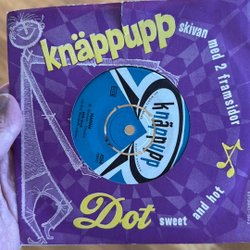 knäppupp
skivan med 2 framsidor
knäppupp
Dot
sweet and hot